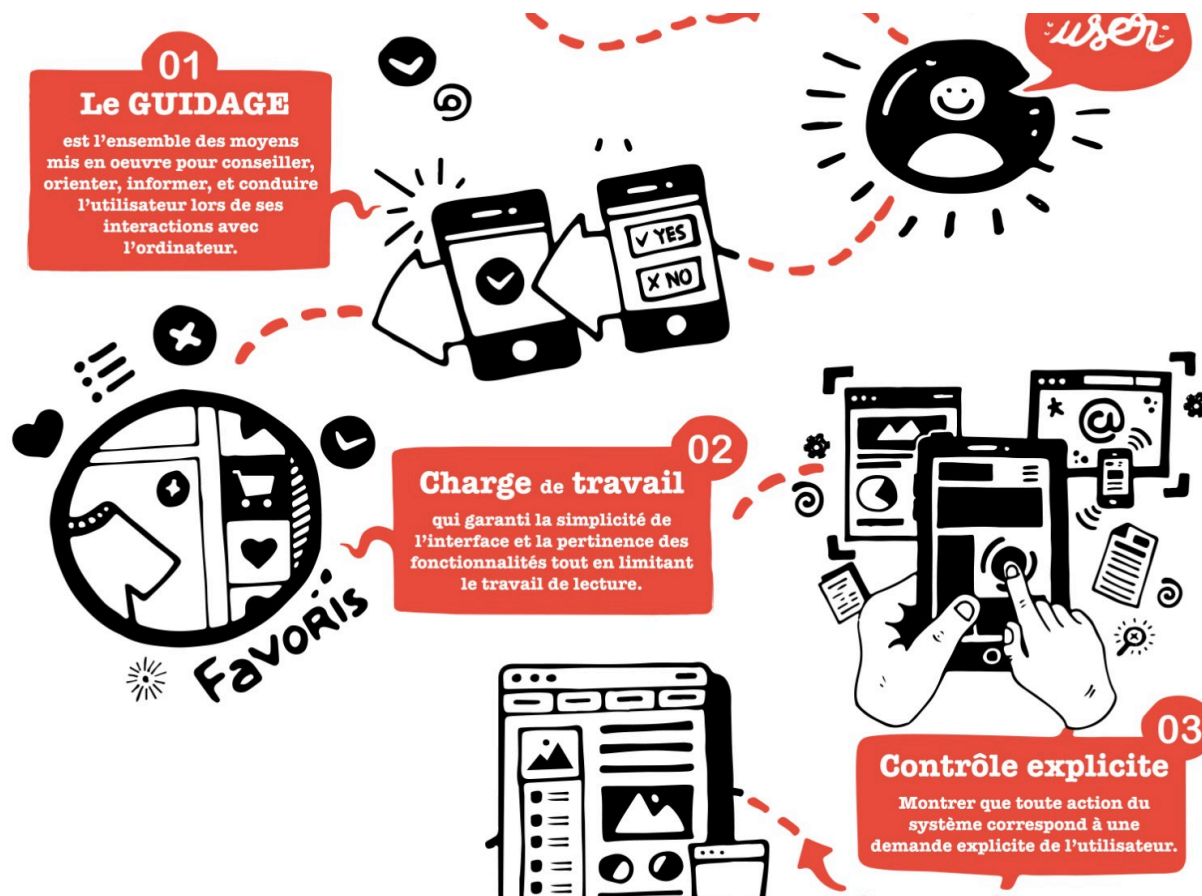 user
01
Le GUIDAGE
est l'ensemble des moyens
mis en oeuvre pour conseiller,
orienter, informer, et conduire
l'utilisateur lors de ses
interactions avec
l'ordinateur.
✓ YES
X NO
02
Charge de travail
qui garanti la simplicité de
l'interface et la pertinence des
fonctionnalités tout en limitant
le travail de lecture.
Favoris
@
03
Contrôle explicite
Montrer que toute action du
système correspond à une
demande explicite de l'utilisateur.